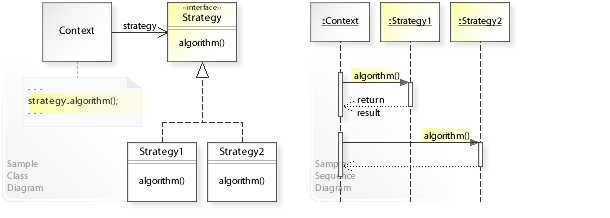 Context
strategy
«interface»
Strategy
algorithm()
. . .
strategy.algorithm();
. . .
Strategy1
algorithm()
Strategy2
algorithm()
Sample
Class
Diagram
:Context
:Strategy1
:Strategy2
algorithm()
return
result
algorithm()
Sample
Sequence
Diagram